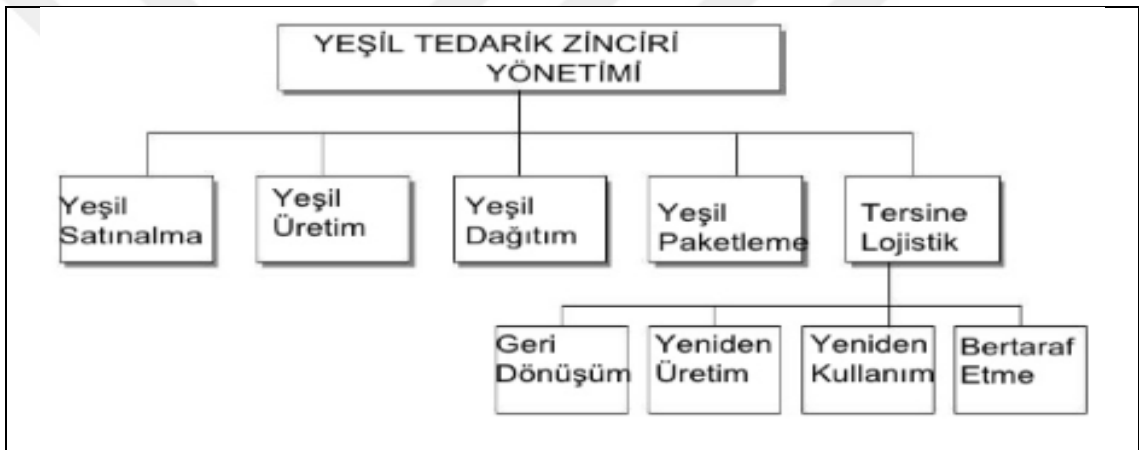 YEŞİL TEDARİK ZİNCİRİ
YÖNETİMİ
Yeşil
Satınalma
Yeşil
Üretim
Yeşil
Dağıtım
Yeşil
Paketleme
Tersine
Lojistik
Geri
Dönüşüm
Yeniden
Üretim
Yeniden
Kullanım
Bertaraf
Etme